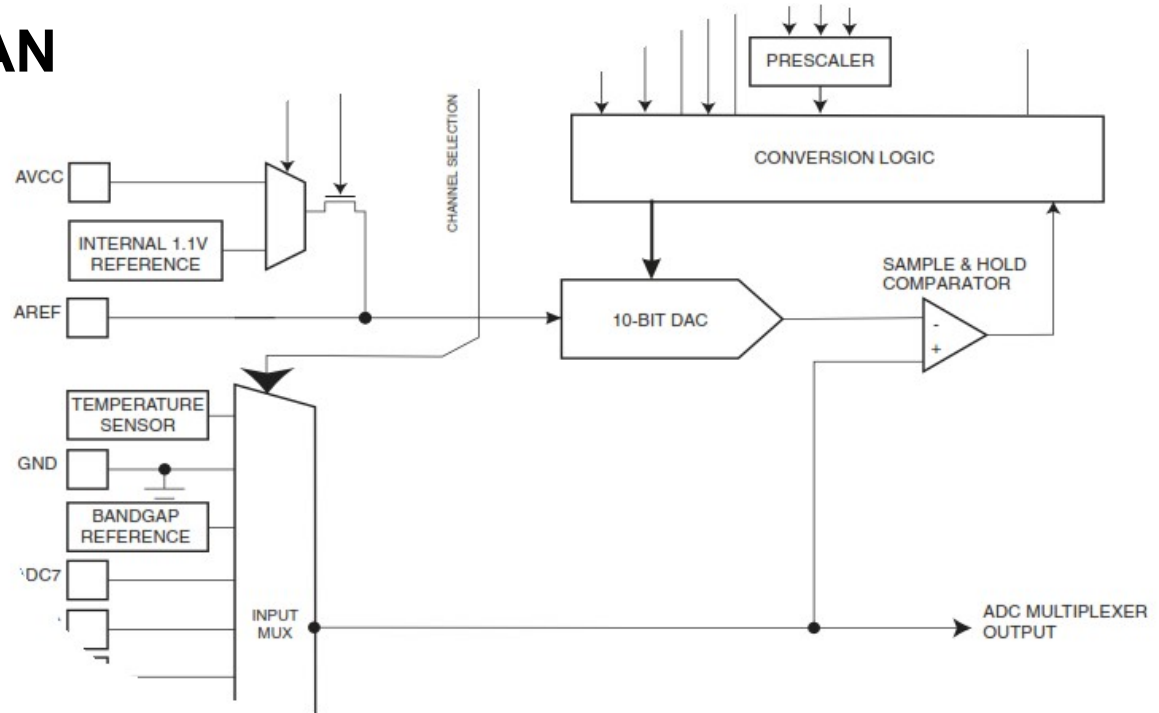 AN
PRESCALER
CHANNEL SELECTION
CONVERSION LOGIC
AVCC
INTERNAL 1.1V
REFERENCE
SAMPLE & HOLD
COMPARATOR
AREF
10-BIT DAC
-
+
TEMPERATURE
SENSOR
GND
BANDGAP
REFERENCE
DC7
INPUT
MUX
ADC MULTIPLEXER
OUTPUT